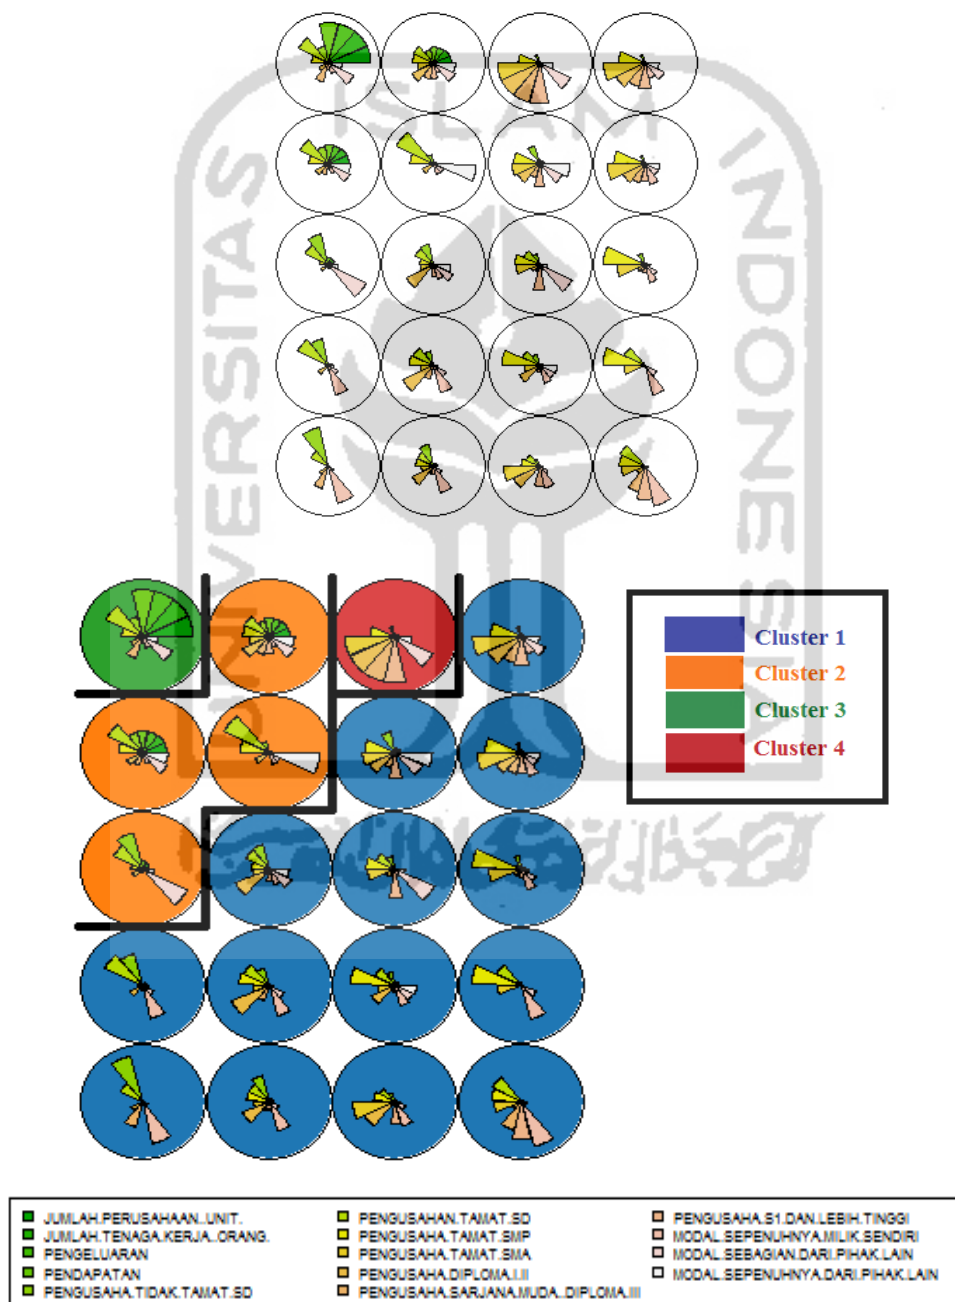 ISLAM
UNIVERSITAS
INDONESIA
Cluster 1
Cluster 2
Cluster 3
Cluster 4
JUMLAH.PERUSAHAAN..UNIT.
JUMLAH.TENAGA.KERJA..ORANG.
PENGELUARAN
PENDAPATAN
PENGUSAHA.TIDAK.TAMAT.SD
PENGUSAHAN.TAMAT.SD
PENGUSAHA.TAMAT.SMP
PENGUSAHA.TAMAT.SMA
PENGUSAHA.DIPLOMA.I.II
PENGUSAHA.SARJANA.MUDA..DIPLOMA.III
PENGUSAHA.S1.DAN.LEBIH.TINGGI
MODAL.SEPENUHNYA.MILIK.SENDIRI
MODAL.SEBAGIAN.DARI.PIHAK.LAIN
MODAL.SEPENUHNYA.DARI.PIHAK.LAIN